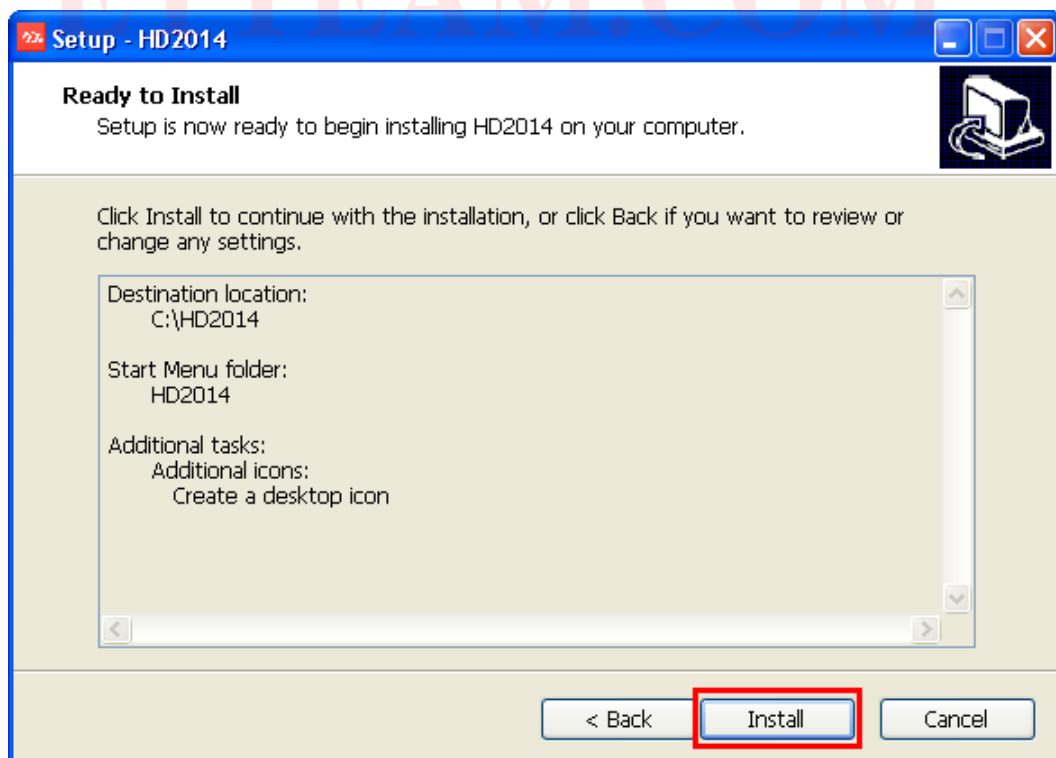 ETTEAM.COM
Setup - HD2014
Ready to Install
Setup is now ready to begin installing HD2014 on your computer.
Click Install to continue with the installation, or click Back if you want to review or
change any settings.
Destination location:
C:\HD2014
Start Menu folder:
HD2014
Additional tasks:
Additional icons:
Create a desktop icon
< Back
Install
Cancel